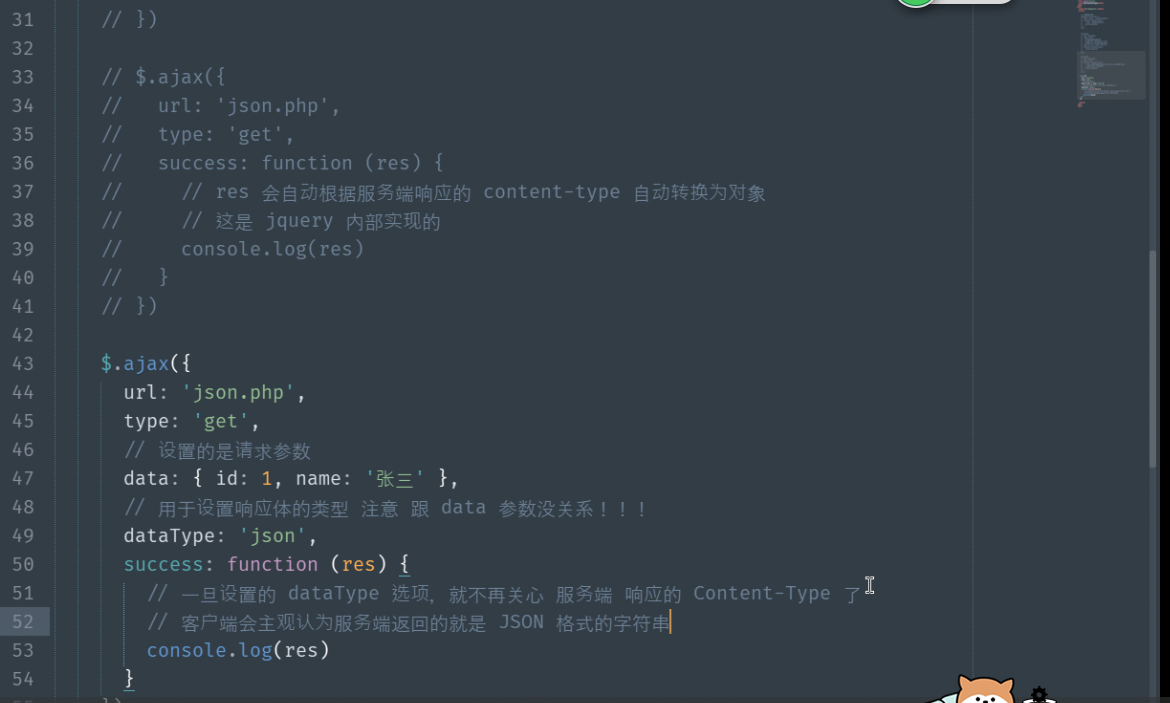 31 // })
32
33 // $.ajax({
34 //   url: 'json.php',
35 //   type: 'get',
36 //   success: function (res) {
37 //     // res 会自动根据服务端响应的 content-type 自动转换为对象
38 //     // 这是 jquery 内部实现的
39 //     console.log(res)
40 //   }
41 // })
42
43 $.ajax({
44   url: 'json.php',
45   type: 'get',
46   // 设置的是请求参数
47   data: { id: 1, name: '张三' },
48   // 用于设置响应体的类型 注意 跟 data 参数没关系！！！
49   dataType: 'json',
50   success: function (res) {
51     // 一旦设置的 dataType 选项，就不再关心 服务端 响应的 Content-Type 了
52     // 客户端会主观认为服务端返回的就是 JSON 格式的字符串
53     console.log(res)
54   }